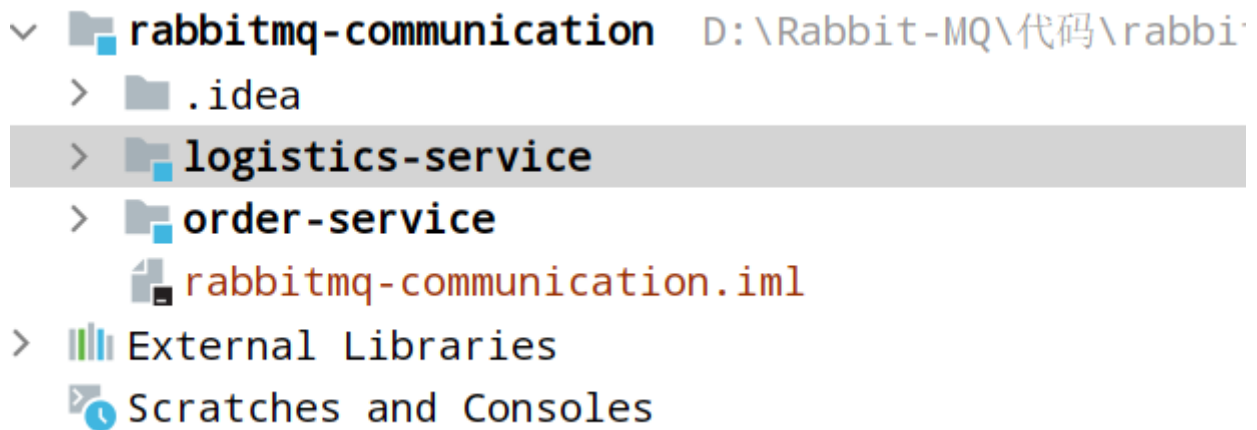 rabbitmq-communication D:\Rabbit-MQ\代码\rabbit
.idea
logistics-service
order-service
rabbitmq-communication.iml
External Libraries
Scratches and Consoles